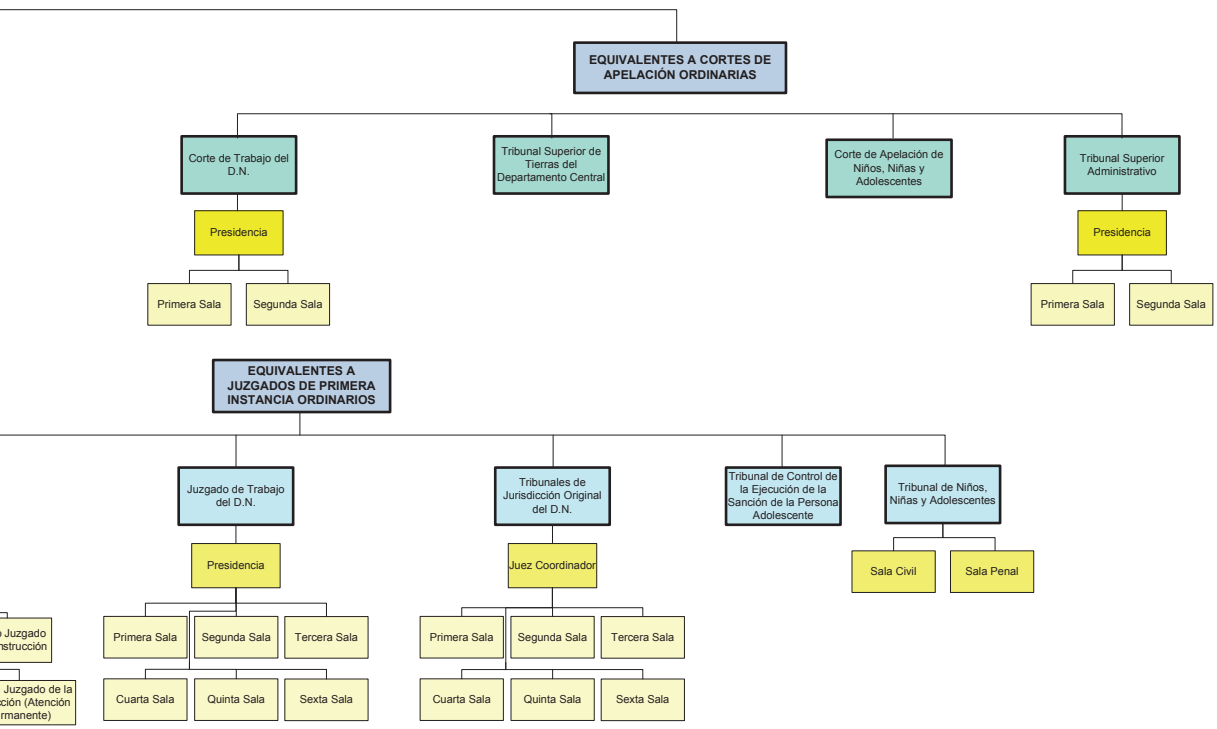 EQUIVALENTES A CORTES DE
APELACIÓN ORDINARIAS
Corte de Trabajo del
D.N.
Tribunal Superior de
Tierras del
Departamento Central
Corte de Apelación de
Niños, Niñas y
Adolescentes
Tribunal Superior
Administrativo
Presidencia
Presidencia
Primera Sala
Segunda Sala
Primera Sala
Segunda Sala
EQUIVALENTES A
JUZGADOS DE PRIMERA
INSTANCIA ORDINARIOS
Juzgado de Trabajo
del D.N.
Tribunales de
Jurisdicción Original
del D.N.
Tribunal de Control de
la Ejecución de la
Sanción de la Persona
Adolescente
Tribunal de Niños,
Niñas y Adolescentes
Presidencia
Juez Coordinador
Sala Civil
Sala Penal
Juzgado
Primera Sala
Segunda Sala
Tercera Sala
Primera Sala
Segunda Sala
Tercera Sala
Juzgado de la
(Atención
Cuarta Sala
Quinta Sala
Sexta Sala
Cuarta Sala
Quinta Sala
Sexta Sala